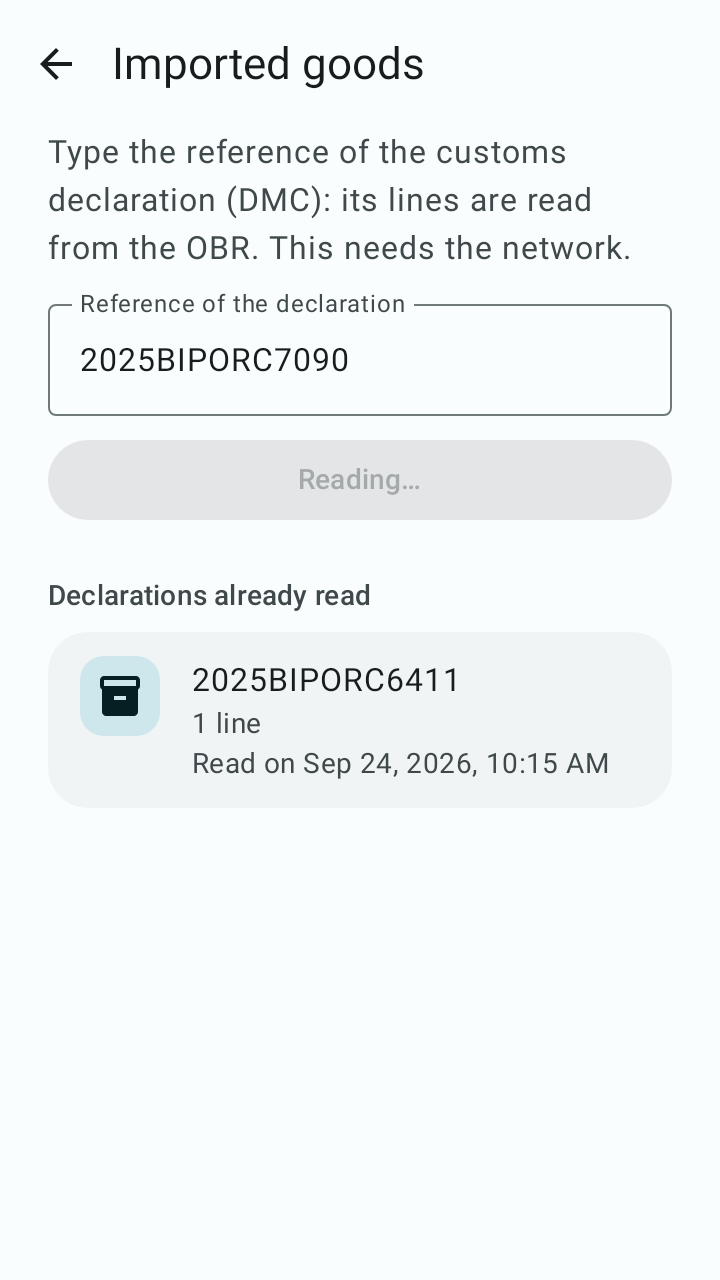 Imported goods
Type the reference of the customs
declaration (DMC): its lines are read
from the OBR. This needs the network.
Reference of the declaration
2025BIPORC7090
Reading…
Declarations already read
2025BIPORC6411
1 line
Read on Sep 24, 2026, 10:15 AM